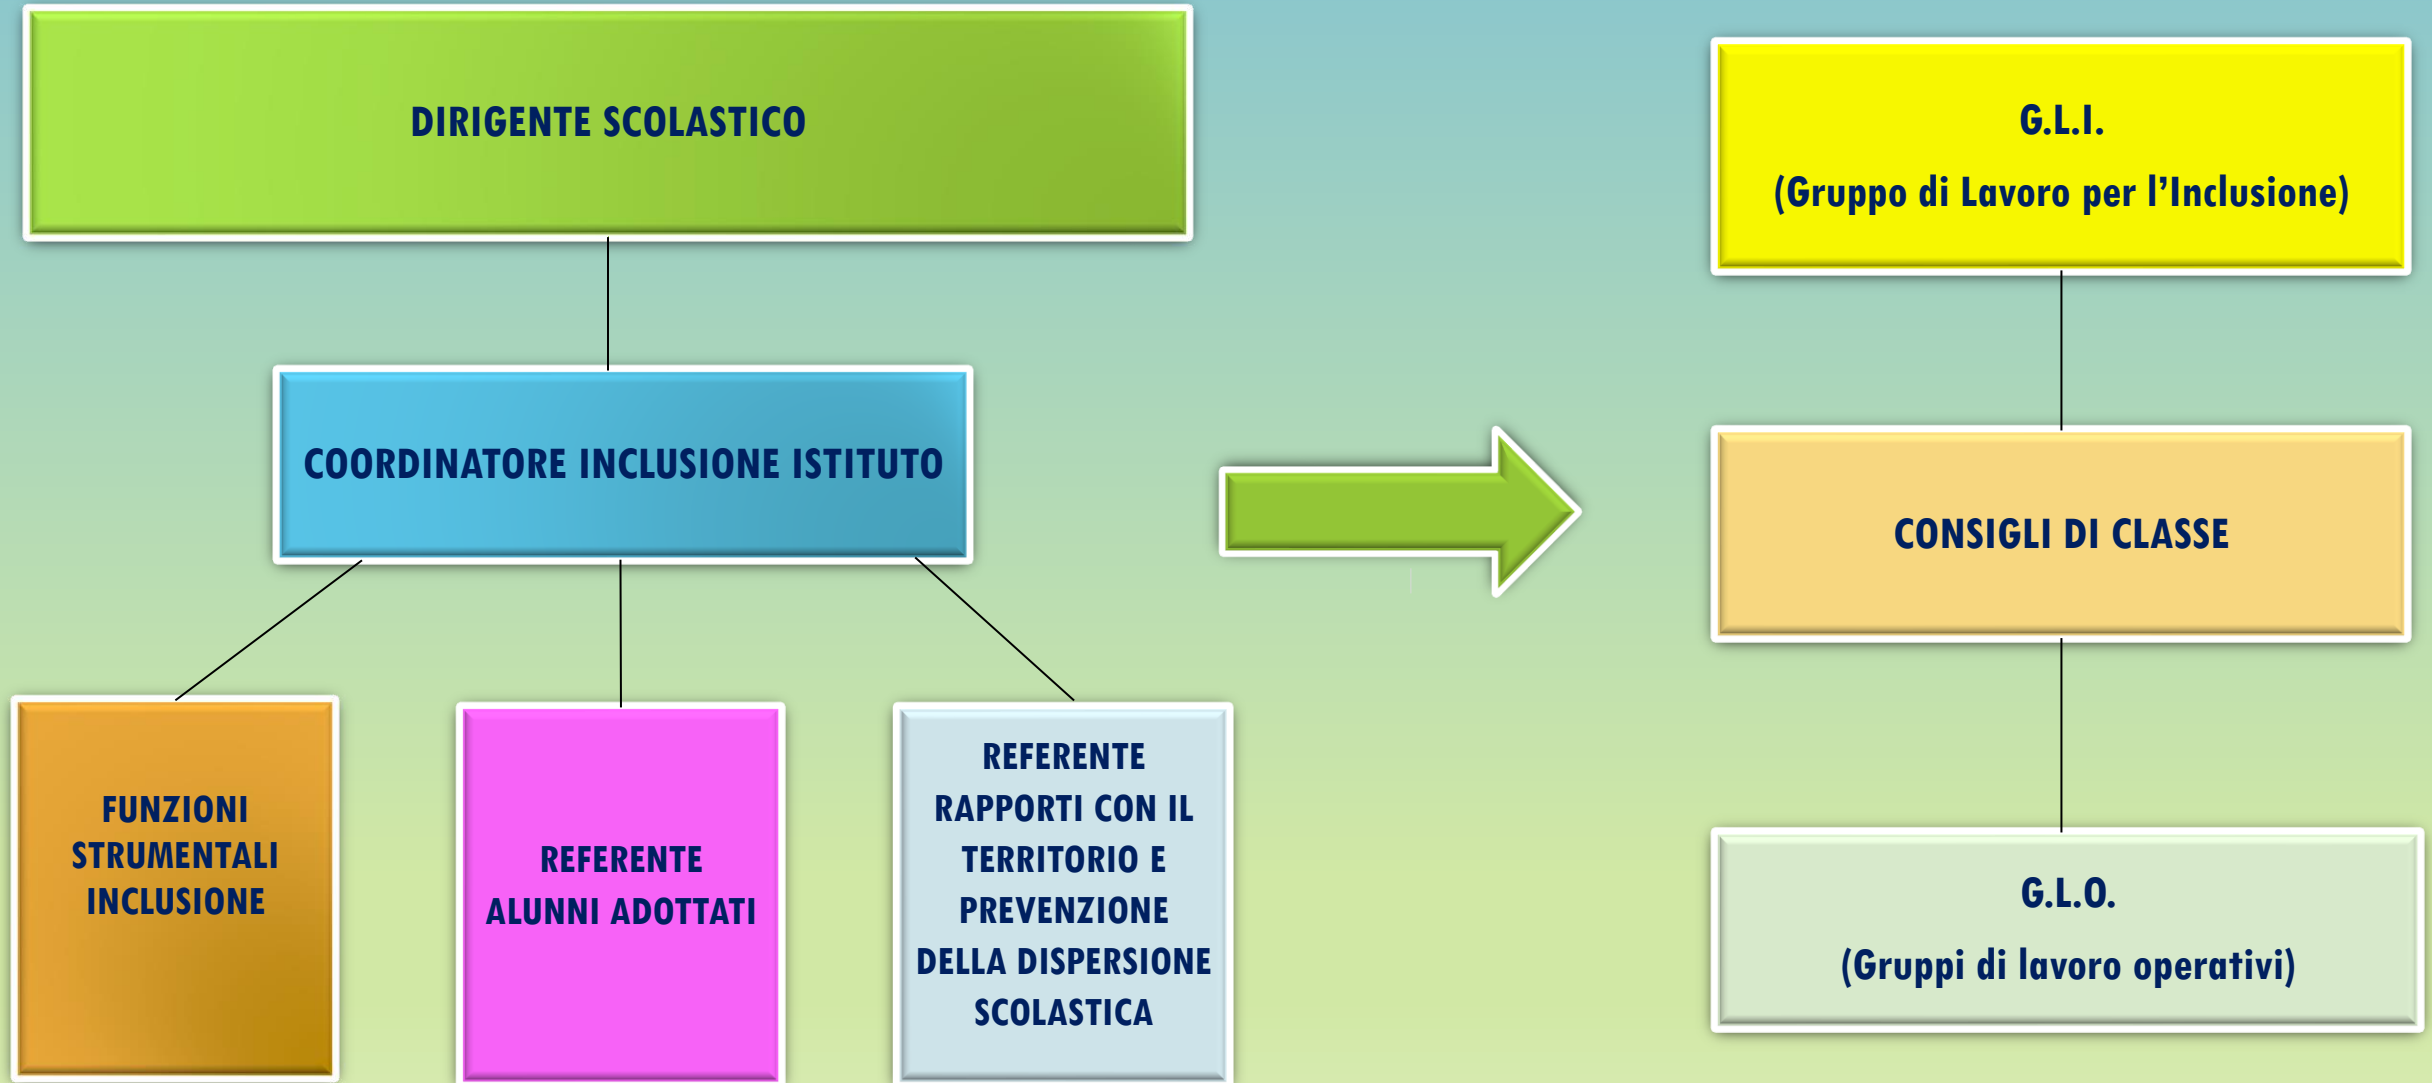 DIRIGENTE SCOLASTICO
COORDINATORE INCLUSIONE ISTITUTO
FUNZIONI
STRUMENTALI
INCLUSIONE
REFERENTE
ALUNNI ADOTTATI
REFERENTE
RAPPORTI CON IL
TERRITORIO E
PREVENZIONE
DELLA DISPERSIONE
SCOLASTICA
G.L.I.
(Gruppo di Lavoro per l’Inclusione)
CONSIGLI DI CLASSE
G.L.O.
(Gruppi di lavoro operativi)